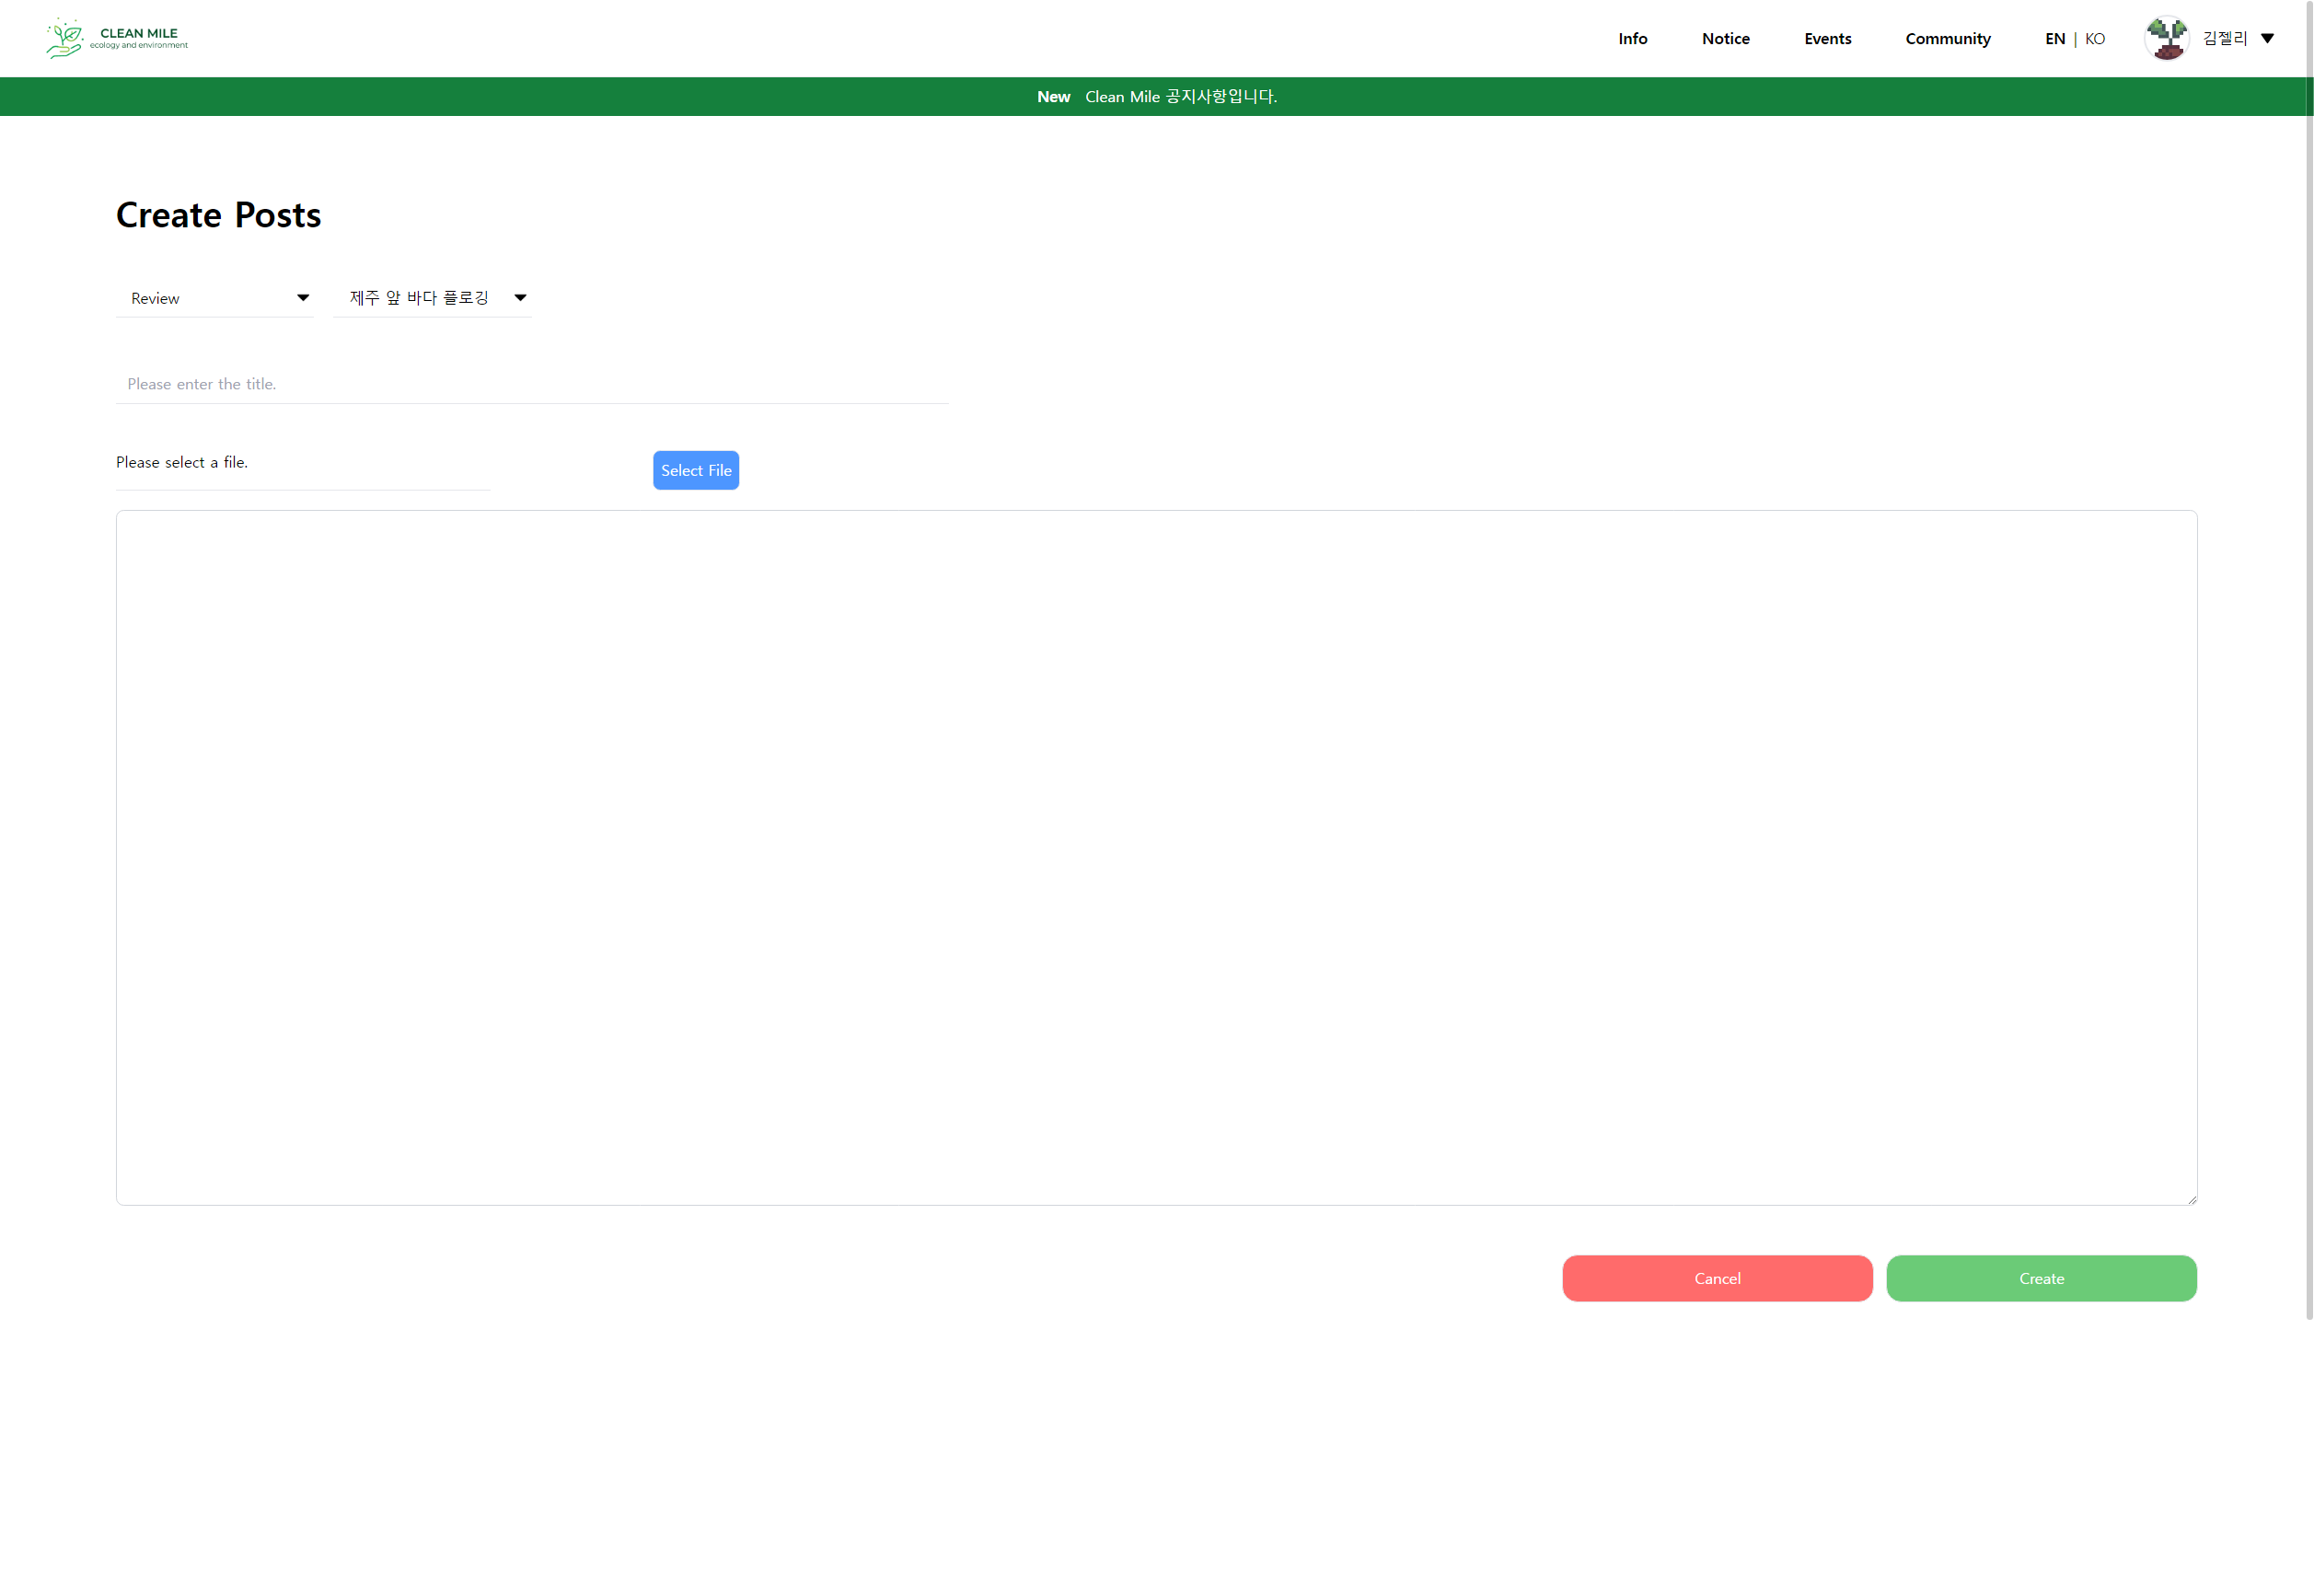 CLEAN MILE
ecology and environment
Info Notice Events Community EN | KO 김젤리
New Clean Mile 공지사항입니다.
Create Posts
Review 제주 앞 바다 플로깅
Please enter the title.
Please select a file. Select File
Cancel Create